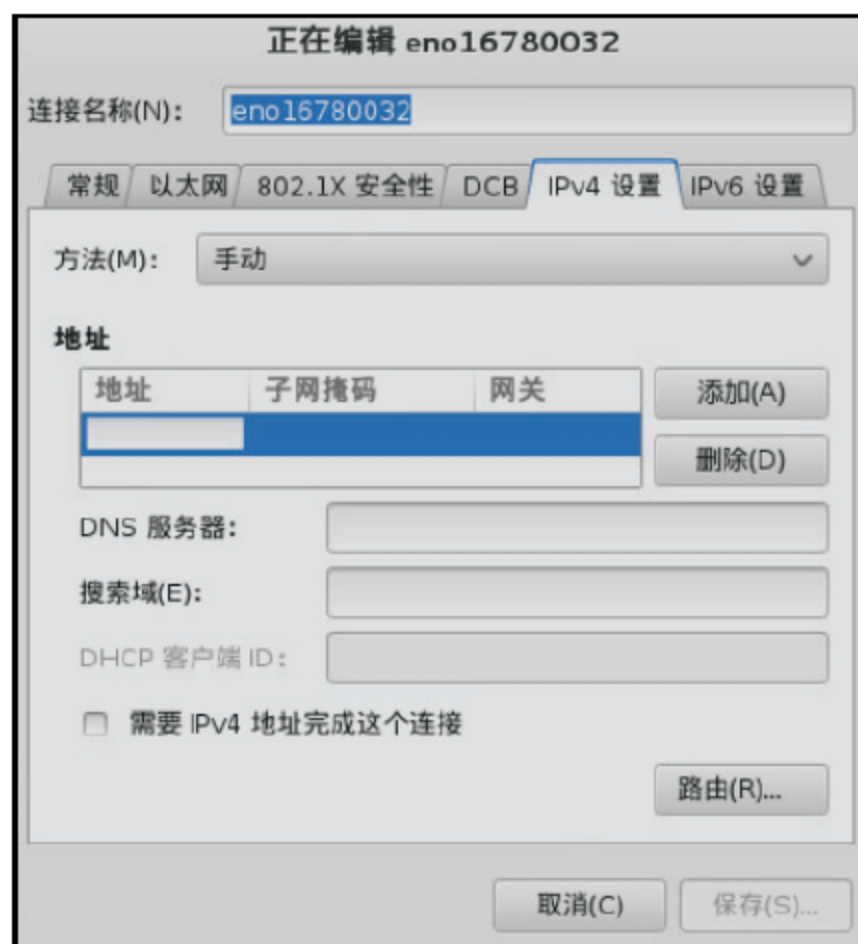 正在编辑 eno16780032
连接名称(N): eno16780032
常规 以太网 802.1X 安全性 DCB IPv4 设置 IPv6 设置
方法(M): 手动
地址
地址 子网掩码 网关 添加(A)
删除(D)
DNS 服务器:
搜索域(E):
DHCP 客户端 ID:
需要 IPv4 地址完成这个连接
路由(R)...
取消(C) 保存(S)...